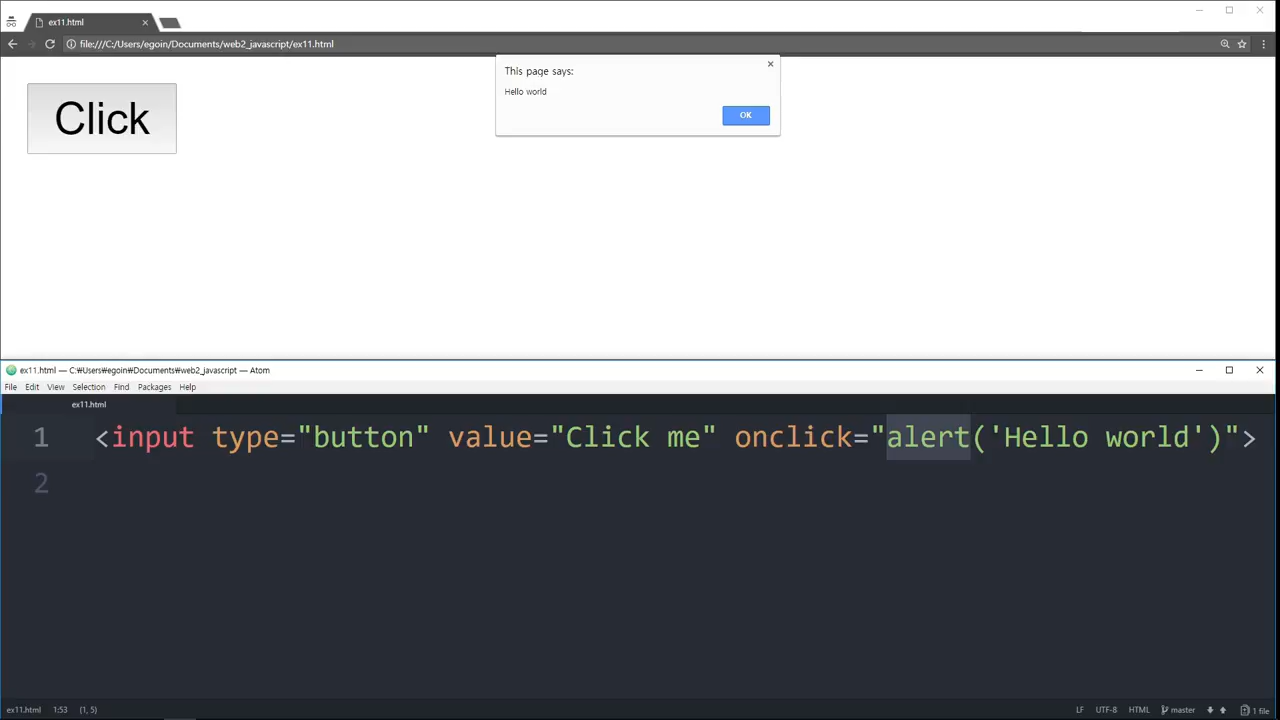 ex11.html
file:///C:/Users/egoin/Documents/web2_javascript/ex11.html
This page says:
Hello world
OK
Click
ex11.html — C:₩Users₩egoin₩Documents₩web2_javascript — Atom
File Edit View Selection Find Packages Help
ex11.html
1 <input type="button" value="Click me" onclick="alert('Hello world')">
2
ex11.html 1:53 (1, 5) LF UTF-8 HTML master 1 file